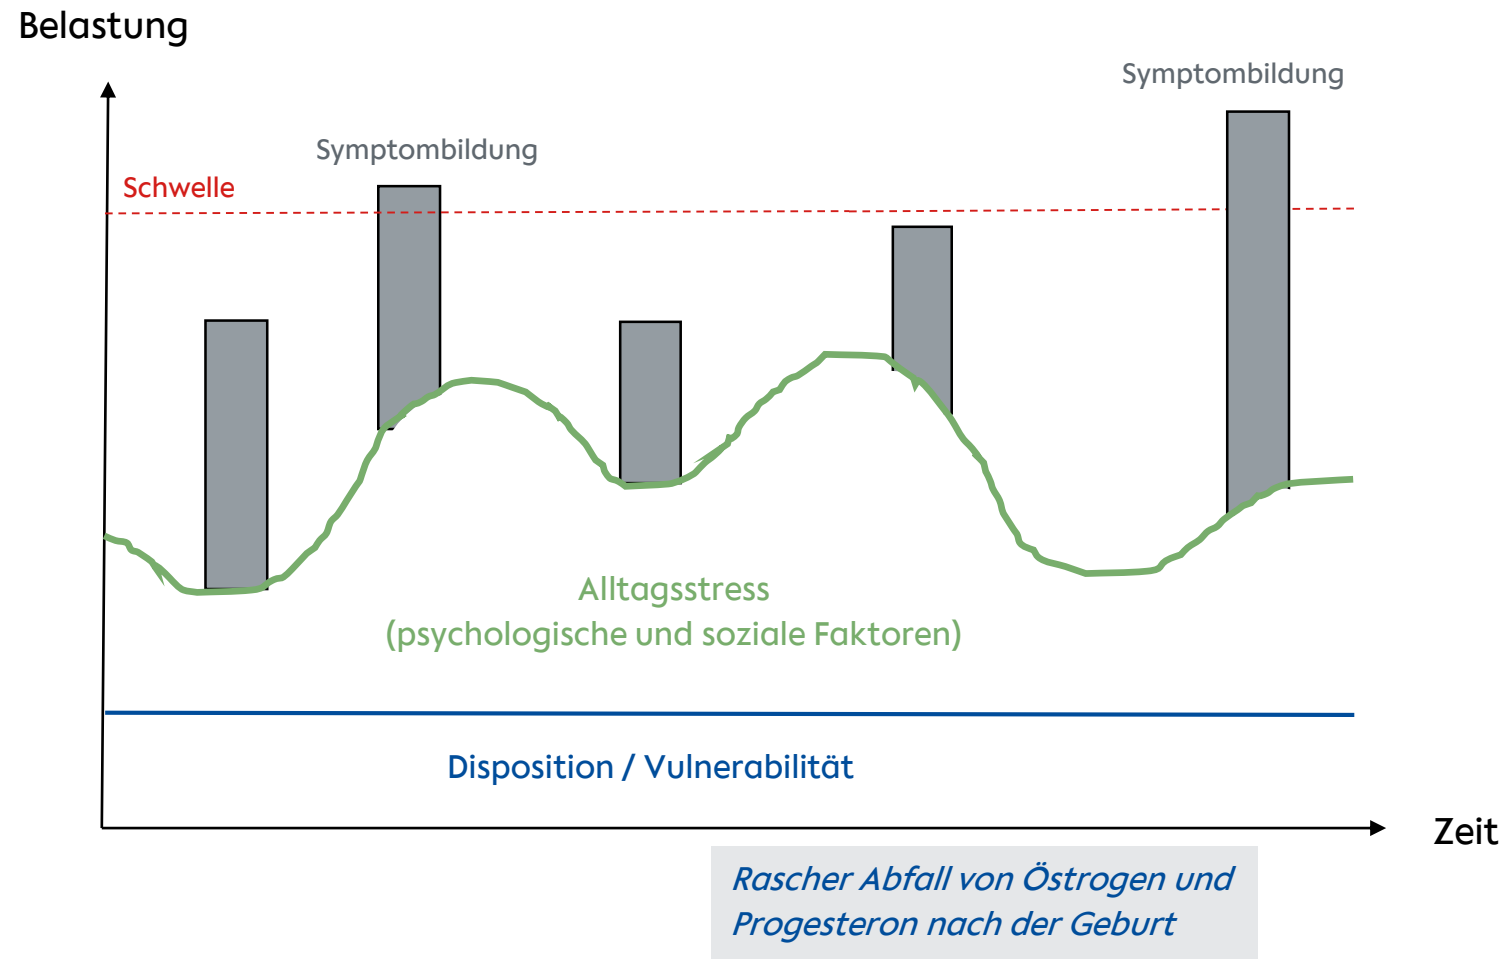 Belastung
Symptombildung
Symptombildung
Schwelle
Alltagsstress
(psychologische und soziale Faktoren)
Disposition / Vulnerabilität
Zeit
Rascher Abfall von Östrogen und
Progesteron nach der Geburt